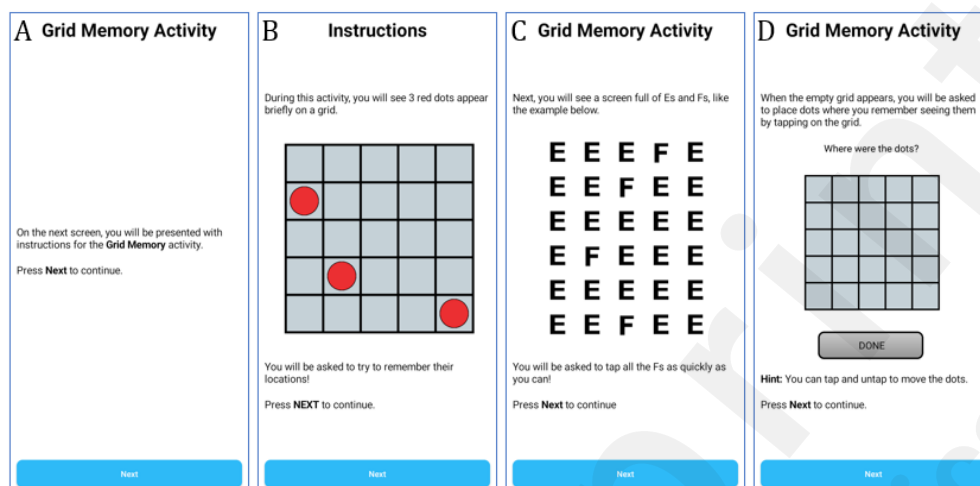 A Grid Memory Activity
On the next screen, you will be presented with
instructions for the Grid Memory activity.
Press Next to continue.
Next
B Instructions
During this activity, you will see 3 red dots appear
briefly on a grid.
You will be asked to try to remember their
locations!
Press NEXT to continue.
Next
C Grid Memory Activity
Next, you will see a screen full of Es and Fs, like
the example below.
E E E F E
E E F E E
E E E E E
E F E E E
E E E E E
E E F E E
You will be asked to tap all the Fs as quickly as
you can!
Press Next to continue
Next
D Grid Memory Activity
When the empty grid appears, you will be asked
to place dots where you remember seeing them
by tapping on the grid.
Where were the dots?
DONE
Hint: You can tap and untap to move the dots.
Press Next to continue.
Next